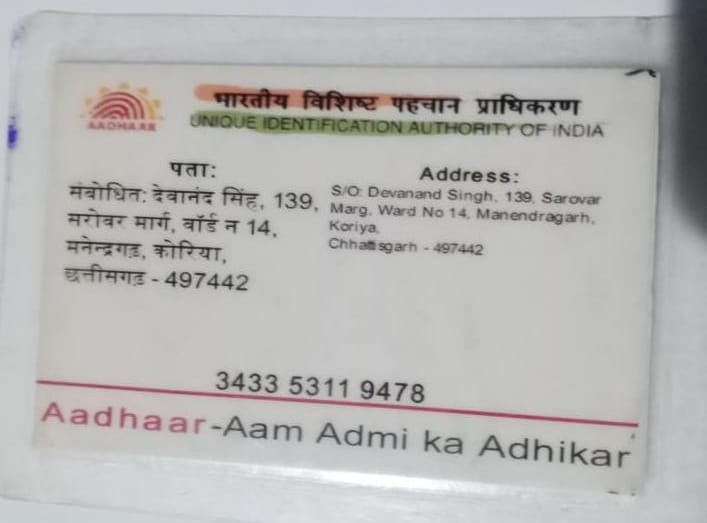 AADHAAR
भारतीय विशिष्ट पहचान प्राधिकरण
UNIQUE IDENTIFICATION AUTHORITY OF INDIA
पता:
संबोधित: देवानंद सिंह, 139,
सरोवर मार्ग, वॉर्ड न 14,
मनेन्द्रगड, कोरिया,
छत्तीसगड - 497442
Address:
S/O: Devanand Singh, 139, Sarovar
Marg, Ward No 14, Manendragarh,
Koriya,
Chhattisgarh - 497442
3433 5311 9478
Aadhaar-Aam Admi ka Adhikar